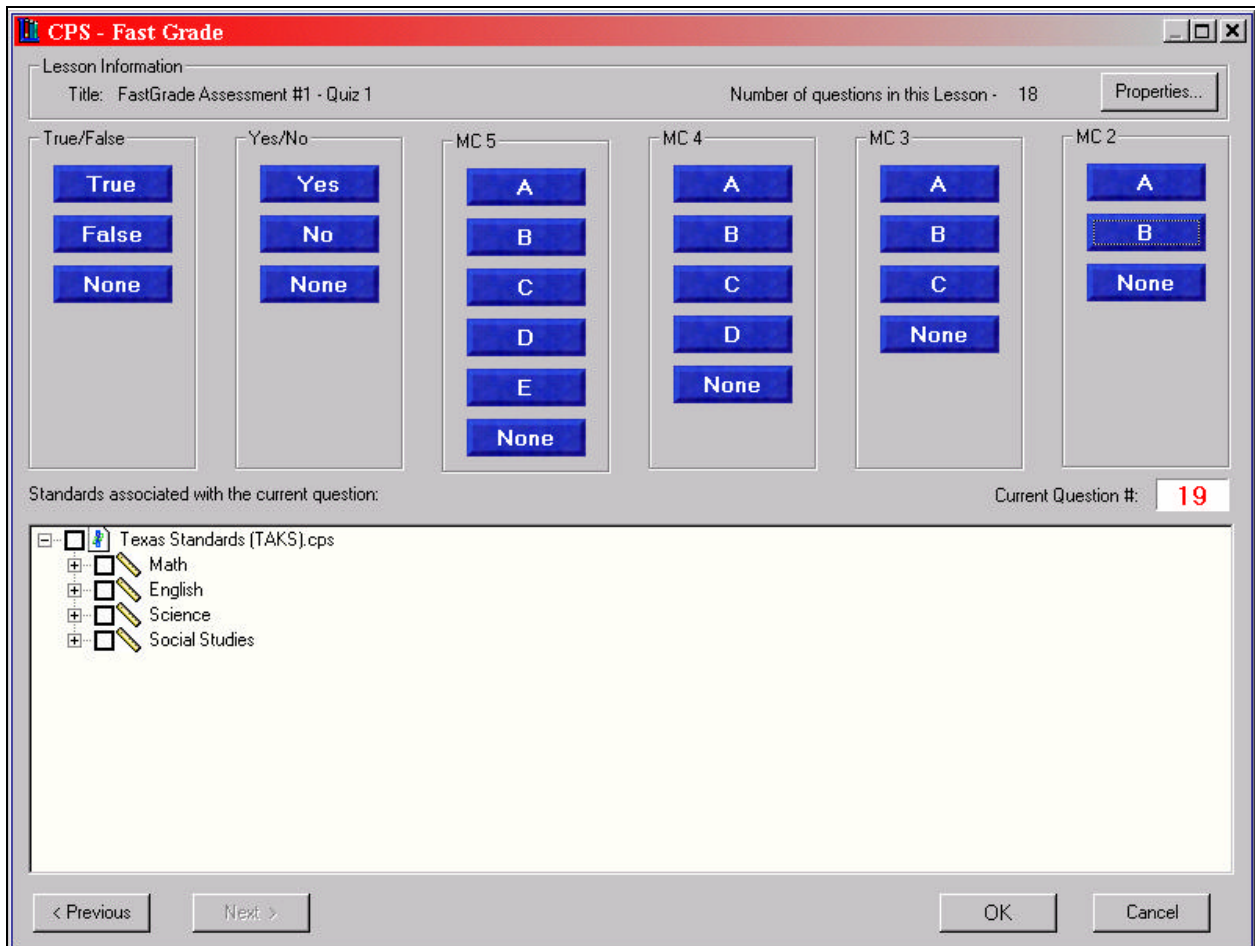 CPS - Fast Grade
Lesson Information
Title: FastGrade Assessment #1 - Quiz 1 Number of questions in this Lesson - 18 Properties...
True/False Yes/No MC 5 MC 4 MC 3 MC 2
True Yes A A A A
False No B B B B
None None C C C None
D D None
E None
None
Standards associated with the current question: Current Question #: 19
Texas Standards (TAKS).cps
Math
English
Science
Social Studies
< Previous Next > OK Cancel